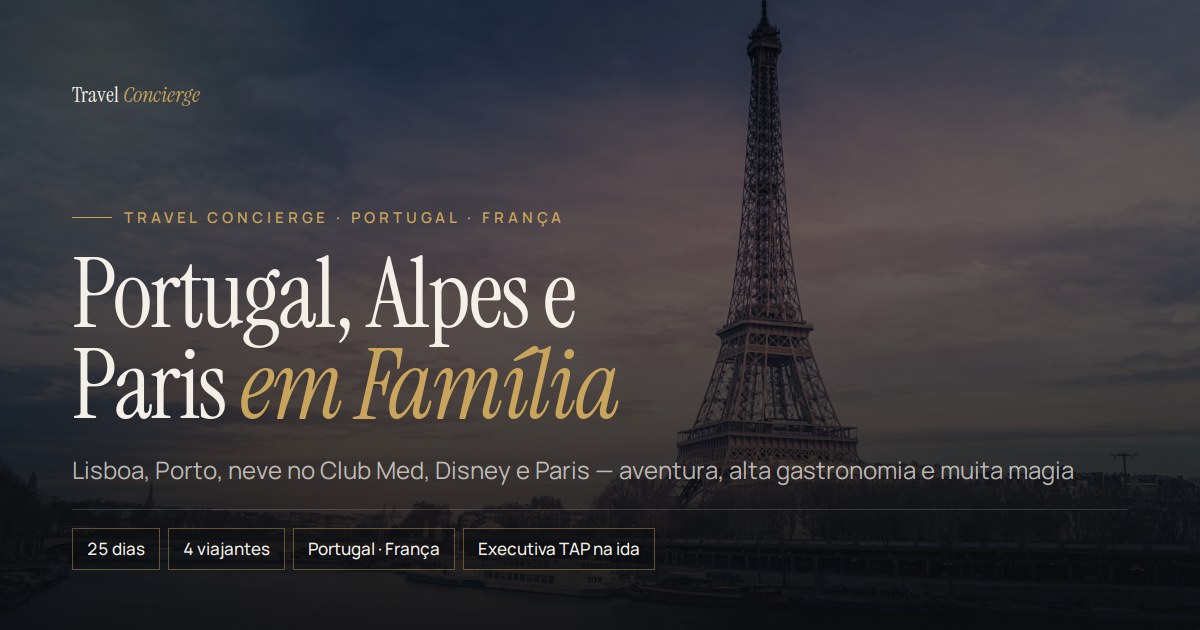 Travel Concierge
TRAVEL CONCIERGE · PORTUGAL · FRANÇA
Portugal, Alpes e
Paris em Família
Lisboa, Porto, neve no Club Med, Disney e Paris — aventura, alta gastronomia e muita magia
25 dias
4 viajantes
Portugal · França
Executiva TAP na ida